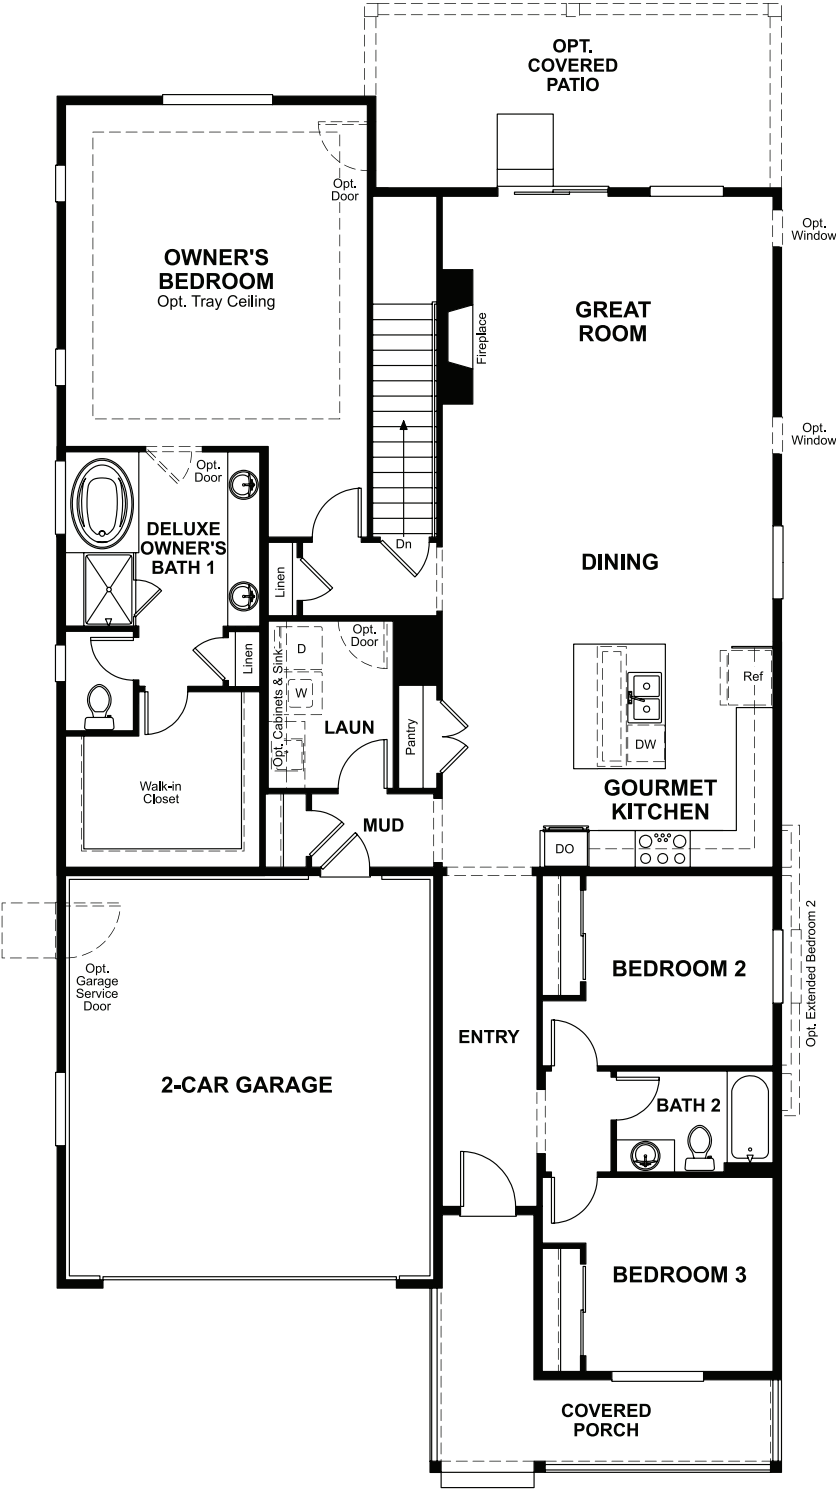 OPT.
COVERED
PATIO
Opt.
Door
Opt.
Window
OWNER'S
BEDROOM
Opt. Tray Ceiling
GREAT
ROOM
Fireplace
Opt.
Window
Opt.
Door
DELUXE
OWNER'S
BATH 1
Dn
Linen
DINING
Linen
Opt. Cabinets & Sink
D
W
Opt.
Door
LAUN
Pantry
Ref
DW
GOURMET
KITCHEN
Walk-in
Closet
MUD
DO
Opt.
Garage
Service
Door
BEDROOM 2
Opt. Extended Bedroom 2
ENTRY
2-CAR GARAGE
BATH 2
BEDROOM 3
COVERED
PORCH